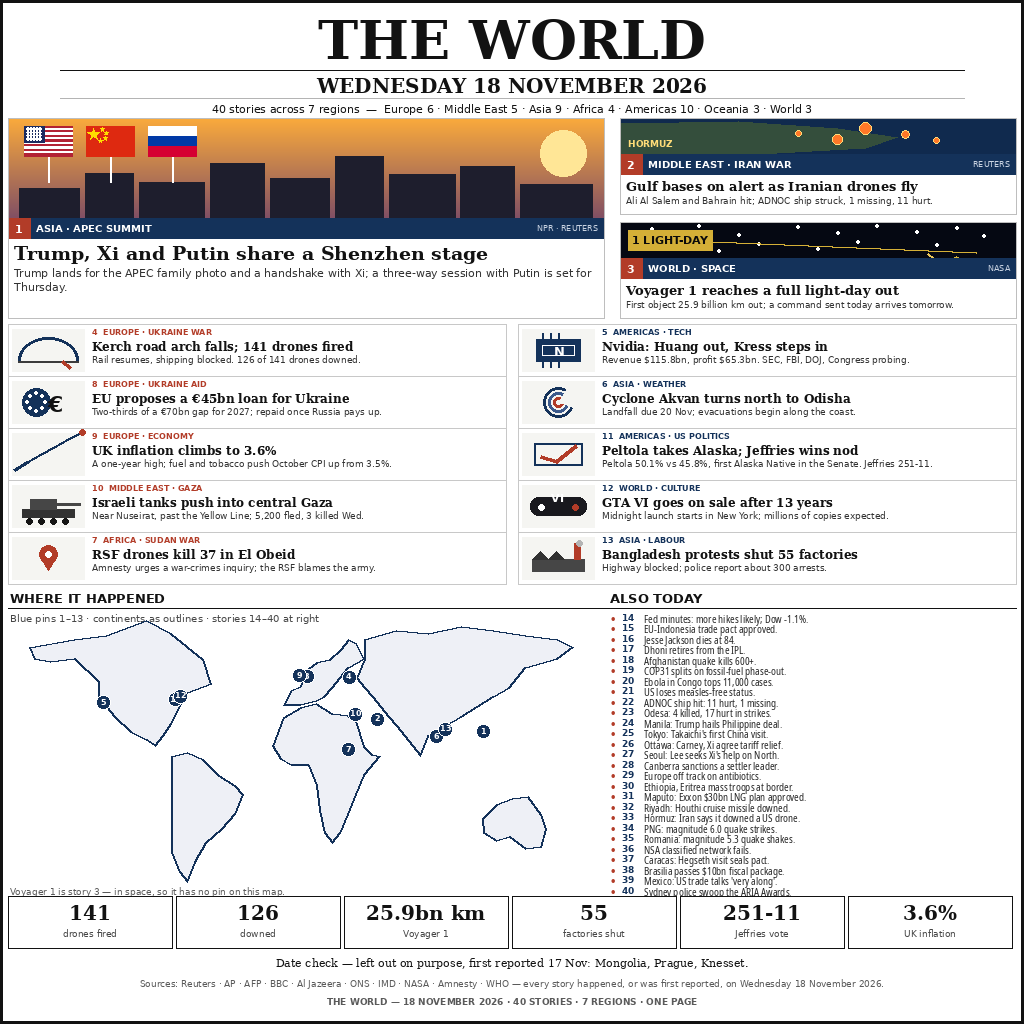 THE WORLD
WEDNESDAY 18 NOVEMBER 2026
40 stories across 7 regions — Europe 6 · Middle East 5 · Asia 9 · Africa 4 · Americas 10 · Oceania 3 · World 3
1 ASIA · APEC SUMMIT NPR · REUTERS
Trump, Xi and Putin share a Shenzhen stage
Trump lands for the APEC family photo and a handshake with Xi; a three-way session with Putin is set for
Thursday.
HORMUZ
2 MIDDLE EAST · IRAN WAR REUTERS
Gulf bases on alert as Iranian drones fly
Ali Al Salem and Bahrain hit; ADNOC ship struck, 1 missing, 11 hurt.
1 LIGHT-DAY
3 WORLD · SPACE NASA
Voyager 1 reaches a full light-day out
First object 25.9 billion km out; a command sent today arrives tomorrow.
4 EUROPE · UKRAINE WAR
Kerch road arch falls; 141 drones fired
Rail resumes, shipping blocked. 126 of 141 drones downed.
€
8 EUROPE · UKRAINE AID
EU proposes a €45bn loan for Ukraine
Two-thirds of a €70bn gap for 2027; repaid once Russia pays up.
9 EUROPE · ECONOMY
UK inflation climbs to 3.6%
A one-year high; fuel and tobacco push October CPI up from 3.5%.
10 MIDDLE EAST · GAZA
Israeli tanks push into central Gaza
Near Nuseirat, past the Yellow Line; 5,200 fled, 3 killed Wed.
7 AFRICA · SUDAN WAR
RSF drones kill 37 in El Obeid
Amnesty urges a war-crimes inquiry; the RSF blames the army.
N
5 AMERICAS · TECH
Nvidia: Huang out, Kress steps in
Revenue $115.8bn, profit $65.3bn. SEC, FBI, DOJ, Congress probing.
6 ASIA · WEATHER
Cyclone Akvan turns north to Odisha
Landfall due 20 Nov; evacuations begin along the coast.
11 AMERICAS · US POLITICS
Peltola takes Alaska; Jeffries wins nod
Peltola 50.1% vs 45.8%, first Alaska Native in the Senate. Jeffries 251-11.
VI
12 WORLD · CULTURE
GTA VI goes on sale after 13 years
Midnight launch starts in New York; millions of copies expected.
13 ASIA · LABOUR
Bangladesh protests shut 55 factories
Highway blocked; police report about 300 arrests.
WHERE IT HAPPENED
Blue pins 1–13 · continents as outlines · stories 14–40 at right
9
4
5
12
10
2
13
6
1
7
Voyager 1 is story 3 — in space, so it has no pin on this map.
ALSO TODAY
• 14 Fed minutes: more hikes likely; Dow -1.1%.
• 15 EU-Indonesia trade pact approved.
• 16 Jesse Jackson dies at 84.
• 17 Dhoni retires from the IPL.
• 18 Afghanistan quake kills 600+.
• 19 COP31 splits on fossil-fuel phase-out.
• 20 Ebola in Congo tops 11,000 cases.
• 21 US loses measles-free status.
• 22 ADNOC ship hit: 11 hurt, 1 missing.
• 23 Odesa: 4 killed, 17 hurt in strikes.
• 24 Manila: Trump hails Philippine deal.
• 25 Tokyo: Takaichi's first China visit.
• 26 Ottawa: Carney, Xi agree tariff relief.
• 27 Seoul: Lee seeks Xi's help on North.
• 28 Canberra sanctions a settler leader.
• 29 Europe off track on antibiotics.
• 30 Ethiopia, Eritrea mass troops at border.
• 31 Maputo: Exxon $30bn LNG plan approved.
• 32 Riyadh: Houthi cruise missile downed.
• 33 Hormuz: Iran says it downed a US drone.
• 34 PNG: magnitude 6.0 quake strikes.
• 35 Romania: magnitude 5.3 quake shakes.
• 36 NSA classified network fails.
• 37 Caracas: Hegseth visit seals pact.
• 38 Brasilia passes $10bn fiscal package.
• 39 Mexico: US trade talks 'very along'.
• 40 Sydney police swoop the ARIA Awards.
141
drones fired
126
downed
25.9bn km
Voyager 1
55
factories shut
251-11
Jeffries vote
3.6%
UK inflation
Date check — left out on purpose, first reported 17 Nov: Mongolia, Prague, Knesset.
Sources: Reuters · AP · AFP · BBC · Al Jazeera · ONS · IMD · NASA · Amnesty · WHO — every story happened, or was first reported, on Wednesday 18 November 2026.
THE WORLD — 18 NOVEMBER 2026 · 40 STORIES · 7 REGIONS · ONE PAGE